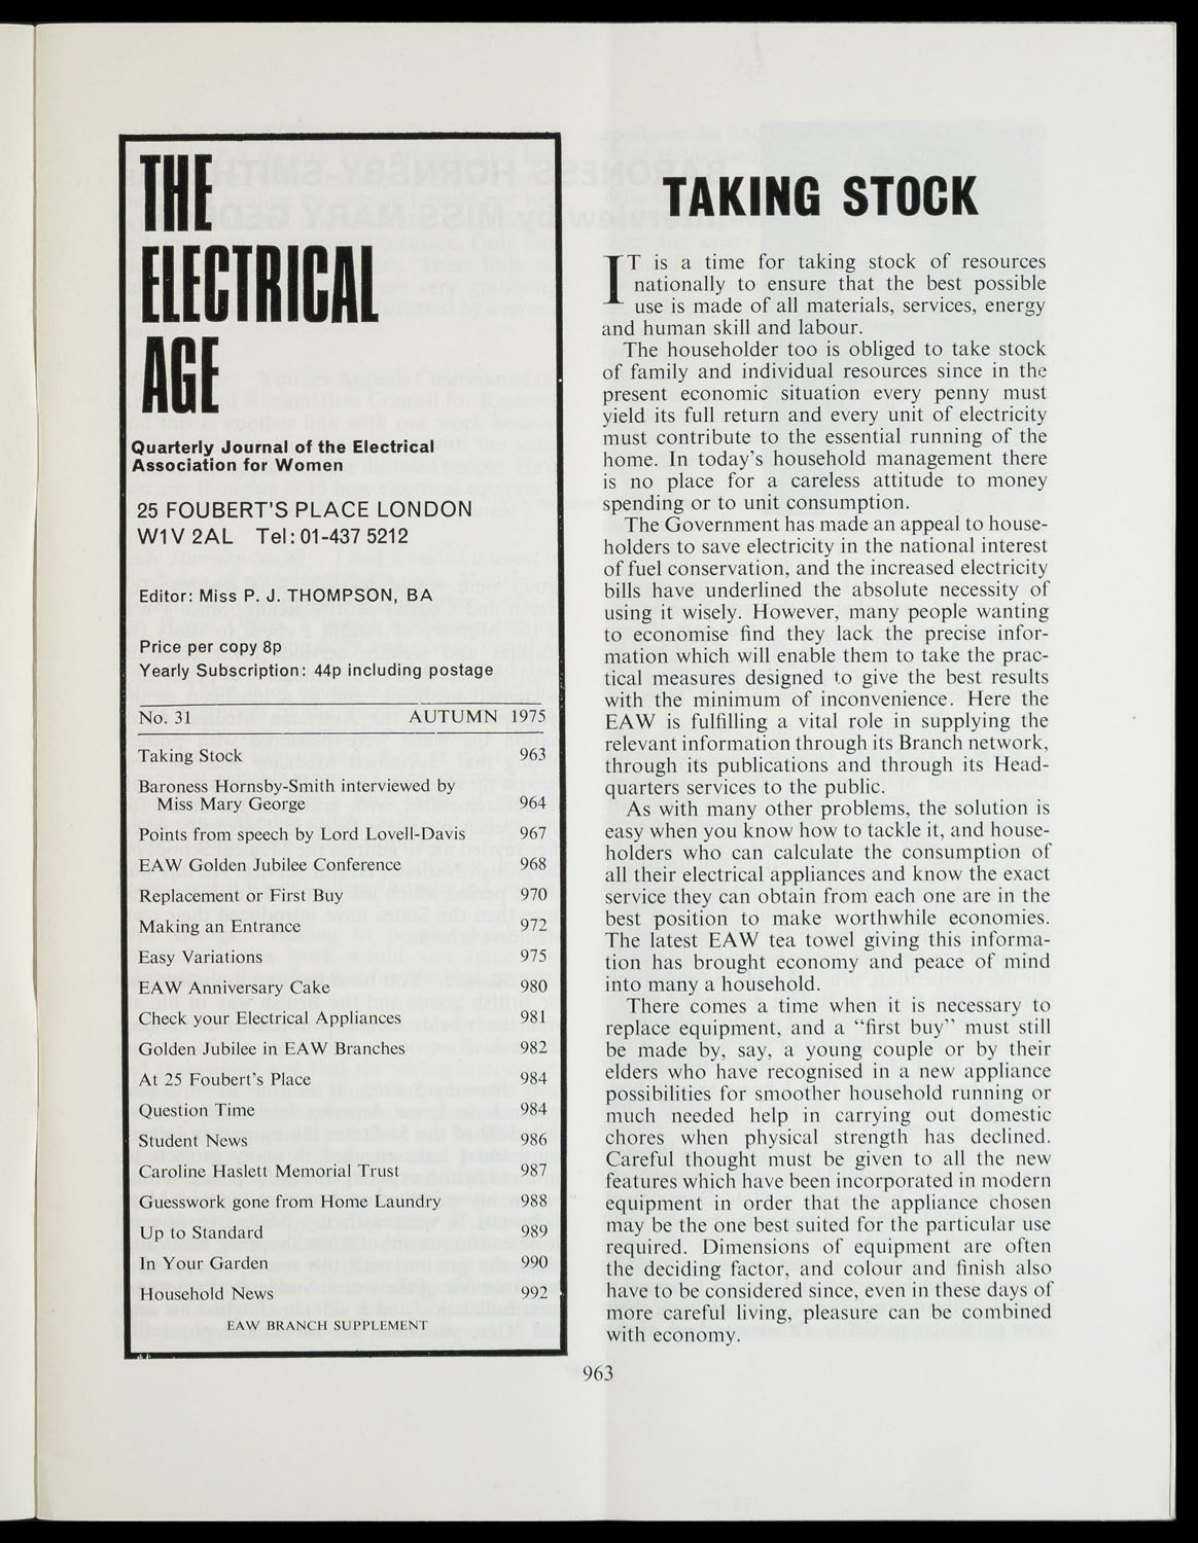 THE
ELECTRICAL
AGE
Quarterly Journal of the Electrical
Association for Women
25 FOUBERT'S PLACE LONDON
W1V 2AL Tel: 01-437 5212
Editor: Miss P. J. THOMPSON, BA
Price per copy 8p
Yearly Subscription: 44p including postage
No. 31 AUTUMN 1975
Taking Stock 963
Baroness Hornsby-Smith interviewed by
Miss Mary George 964
Points from speech by Lord Lovell-Davis 967
EAW Golden Jubilee Conference 968
Replacement or First Buy 970
Making an Entrance 972
Easy Variations 975
EAW Anniversary Cake 980
Check your Electrical Appliances 981
Golden Jubilee in EAW Branches 982
At 25 Foubert's Place 984
Question Time 984
Student News 986
Caroline Haslett Memorial Trust 987
Guesswork gone from Home Laundry 988
Up to Standard 989
In Your Garden 990
Household News 992
EAW BRANCH SUPPLEMENT
TAKING STOCK
IT is a time for taking stock of resources
nationally to ensure that the best possible
use is made of all materials, services, energy
and human skill and labour.
The householder too is obliged to take stock
of family and individual resources since in the
present economic situation every penny must
yield its full return and every unit of electricity
must contribute to the essential running of the
home. In today's household management there
is no place for a careless attitude to money
spending or to unit consumption.
The Government has made an appeal to house-
holders to save electricity in the national interest
of fuel conservation, and the increased electricity
bills have underlined the absolute necessity of
using it wisely. However, many people wanting
to economise find they lack the precise infor-
mation which will enable them to take the prac-
tical measures designed to give the best results
with the minimum of inconvenience. Here the
EAW is fulfilling a vital role in supplying the
relevant information through its Branch network,
through its publications and through its Head-
quarters services to the public.
As with many other problems, the solution is
easy when you know how to tackle it, and house-
holders who can calculate the consumption of
all their electrical appliances and know the exact
service they can obtain from each one are in the
best position to make worthwhile economies.
The latest EAW tea towel giving this informa-
tion has brought economy and peace of mind
into many a household.
There comes a time when it is necessary to
replace equipment, and a “first buy” must still
be made by, say, a young couple or by their
elders who have recognised in a new appliance
possibilities for smoother household running or
much needed help in carrying out domestic
chores when physical strength has declined.
Careful thought must be given to all the new
features which have been incorporated in modern
equipment in order that the appliance chosen
may be the one best suited for the particular use
required. Dimensions of equipment are often
the deciding factor, and colour and finish also
have to be considered since, even in these days of
more careful living, pleasure can be combined
with economy.
963